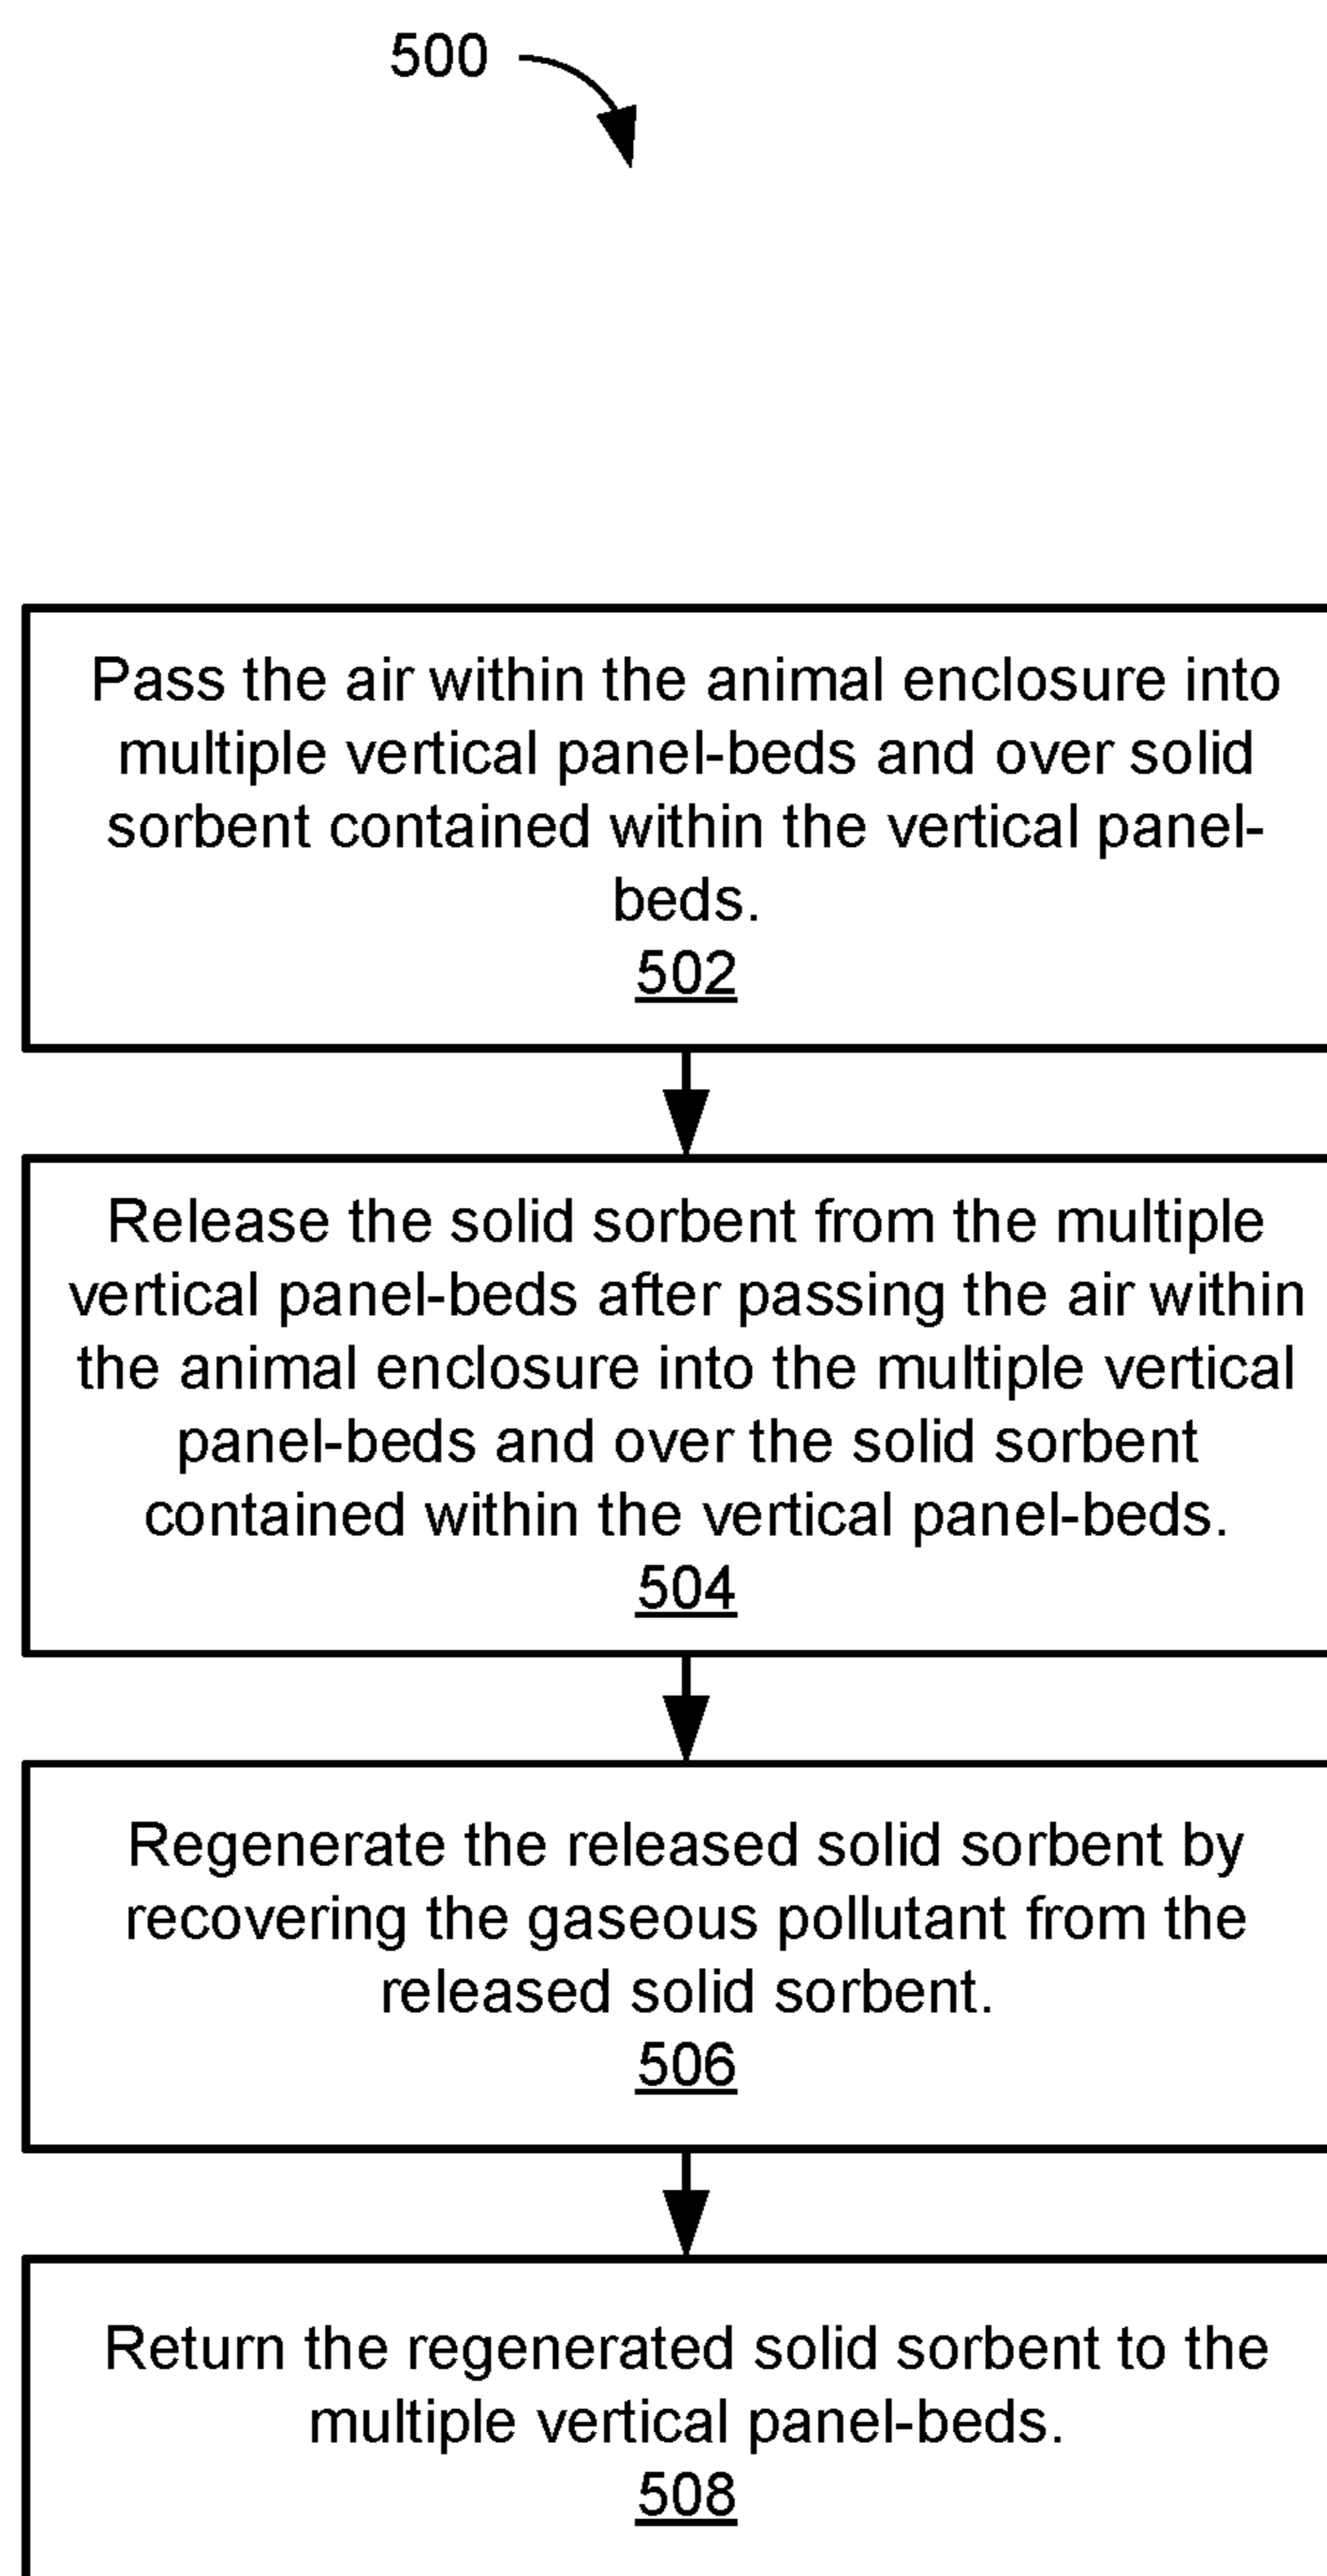 500
Pass the air within the animal enclosure into
multiple vertical panel-beds and over solid
sorbent contained within the vertical panel-
beds.
502
Release the solid sorbent from the multiple
vertical panel-beds after passing the air within
the animal enclosure into the multiple vertical
panel-beds and over the solid sorbent
contained within the vertical panel-beds.
504
Regenerate the released solid sorbent by
recovering the gaseous pollutant from the
released solid sorbent.
506
Return the regenerated solid sorbent to the
multiple vertical panel-beds.
508